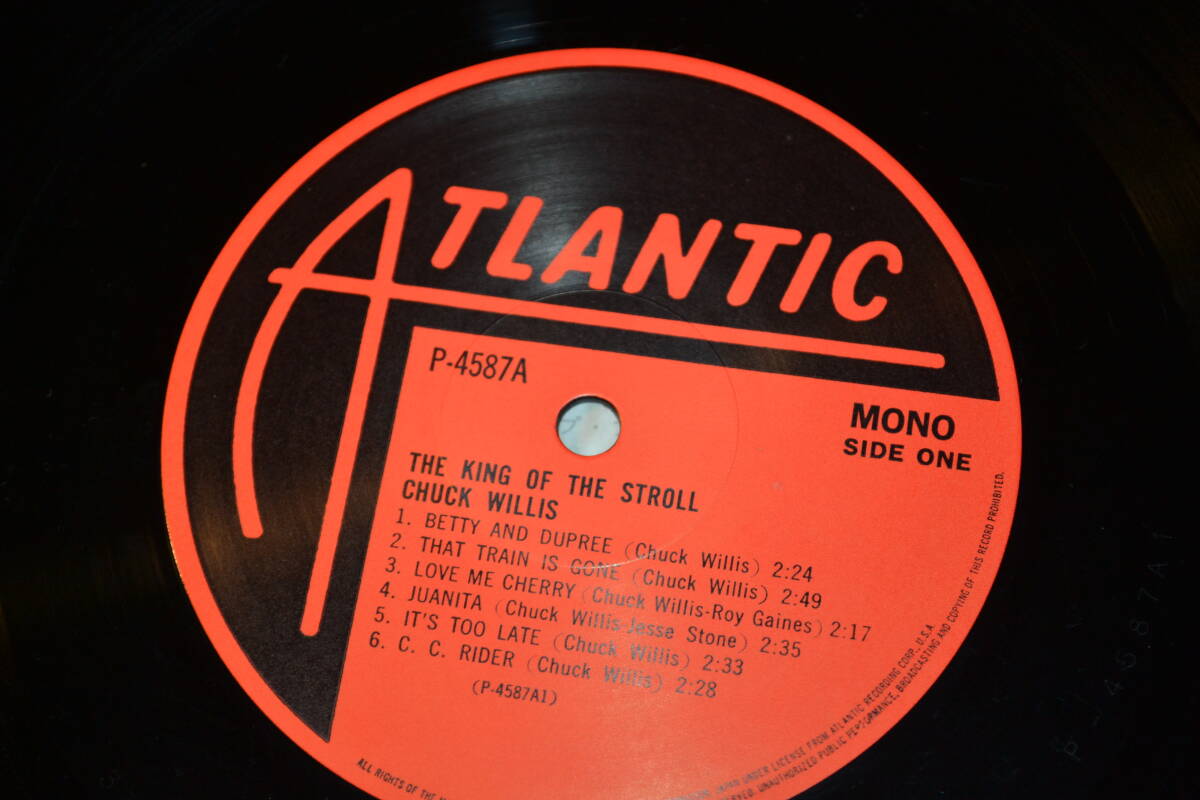 ATLANTIC
P-4587A
MONO
SIDE ONE
THE KING OF THE STROLL
CHUCK WILLIS
1. BETTY AND DUPREE (Chuck Willis) 2:24
2. THAT TRAIN IS GONE (Chuck Willis) 2:49
3. LOVE ME CHERRY (Chuck Willis-Roy Gaines) 2:17
4. JUANITA (Chuck Willis-Jesse Stone) 2:35
5. IT'S TOO LATE (Chuck Willis) 2:33
6. C. C. RIDER (Chuck Willis) 2:28
(P-4587A1)
ALL RIGHTS OF THE
JAPAN UNDER LICENSE FROM ATLANTIC RECORDING CORP., U.S.A.
UNAUTHORIZED PUBLIC PERFORMANCE, BROADCASTING AND COPYING OF THIS RECORD PROHIBITED.